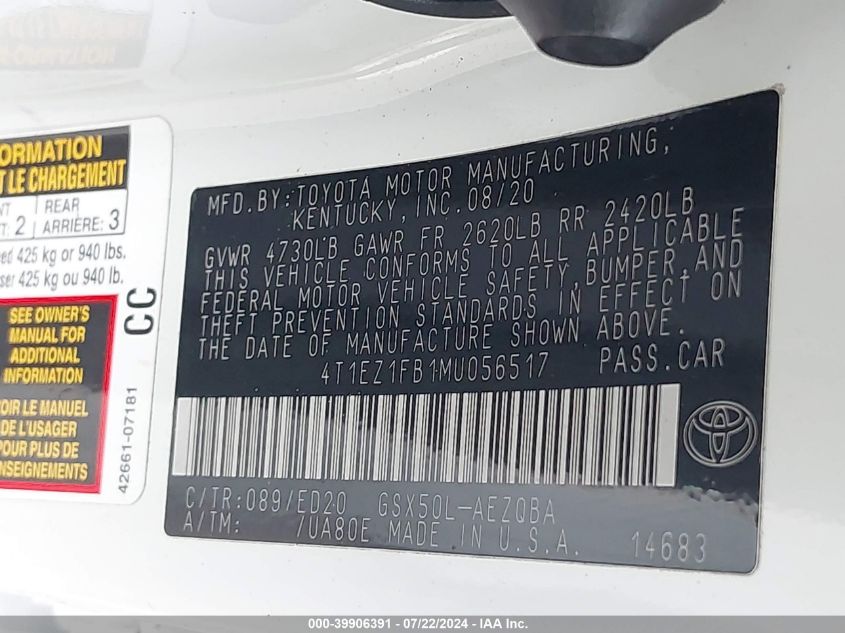 ORMATION
T LE CHARGEMENT
NT REAR
T: 2 ARRIÈRE: 3
ed 425 kg or 940 lbs.
ser 425 kg ou 940 lb.
CC
SEE OWNER'S
MANUAL FOR
ADDITIONAL
INFORMATION
OIR LE MANUEL
DE L'USAGER
POUR PLUS DE
ENSEIGNEMENTS
42661-07181
MFD. BY: TOYOTA MOTOR MANUFACTURING,
KENTUCKY, INC. 08/20
GVWR 4730LB GAWR FR 2620LB RR 2420LB
THIS VEHICLE CONFORMS TO ALL APPLICABLE
FEDERAL MOTOR VEHICLE SAFETY, BUMPER, AND
THEFT PREVENTION STANDARDS IN EFFECT ON
THE DATE OF MANUFACTURE SHOWN ABOVE.
4T1EZ1FB1MU056517 PASS.CAR
C/TR: 089/ED20 GSX50L-AEZQBA
A/TM: /UA80E MADE IN U.S.A. 14683
000-39906391 - 07/22/2024 - IAA Inc.